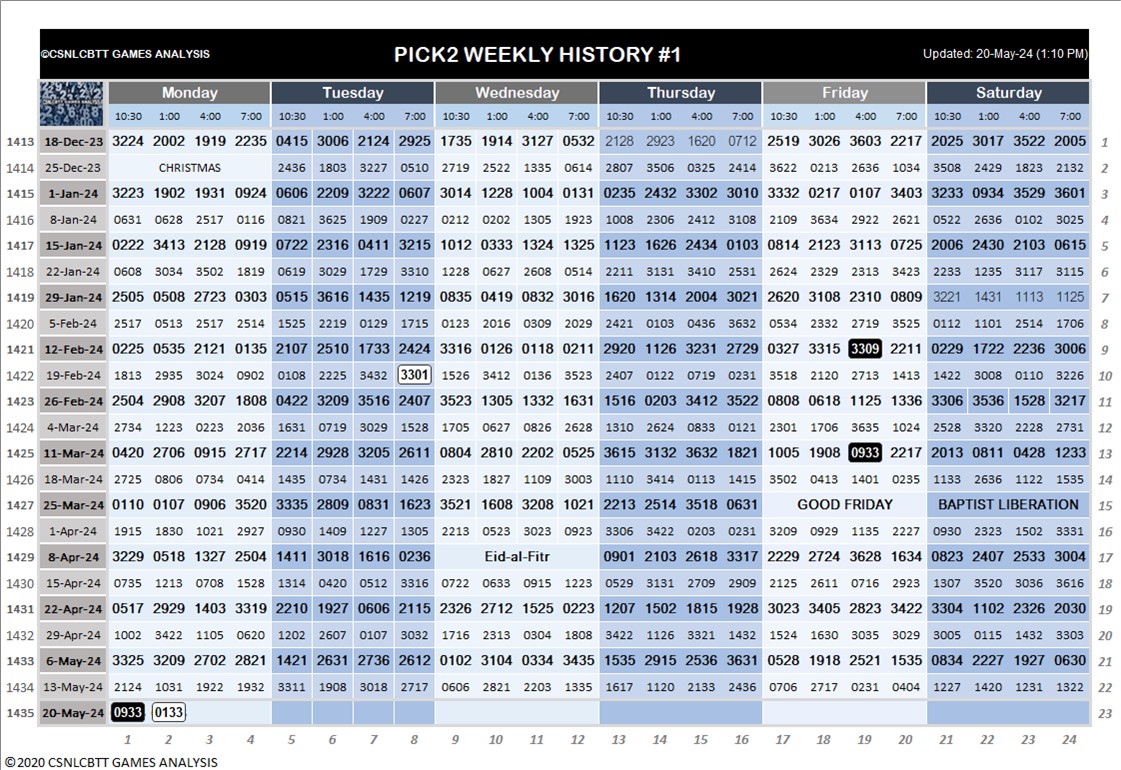 ©CSNLCBTT GAMES ANALYSIS PICK2 WEEKLY HISTORY #1 Updated: 20-May-24 (1:10 PM)
CSNLCBTT GAMES ANALYSIS Monday Tuesday Wednesday Thursday Friday Saturday
10:30 1:00 4:00 7:00 10:30 1:00 4:00 7:00 10:30 1:00 4:00 7:00 10:30 1:00 4:00 7:00 10:30 1:00 4:00 7:00 10:30 1:00 4:00 7:00
1413 18-Dec-23 3224 2002 1919 2235 0415 3006 2124 2925 1735 1914 3127 0532 2128 2923 1620 0712 2519 3026 3603 2217 2025 3017 3522 2005 1
1414 25-Dec-23 CHRISTMAS 2436 1803 3227 0510 2719 2522 1335 0614 2807 3506 0325 2414 3622 0213 2636 1034 3508 2429 1823 2132 2
1415 1-Jan-24 3223 1902 1931 0924 0606 2209 3222 0607 3014 1228 1004 0131 0235 2432 3302 3010 3332 0217 0107 3403 3233 0934 3529 3601 3
1416 8-Jan-24 0631 0628 2517 0116 0821 3625 1909 0227 0212 0202 1305 1923 1008 2306 2412 3108 2109 3634 2922 2621 0522 2636 0102 3025 4
1417 15-Jan-24 0222 3413 2128 0919 0722 2316 0411 3215 1012 0333 1324 1325 1123 1626 2434 0103 0814 2123 3113 0725 2006 2430 2103 0615 5
1418 22-Jan-24 0608 3034 3502 1819 0619 3029 1729 3310 1228 0627 2608 0514 2211 3131 3410 2531 2624 2329 2313 3423 2233 1235 3117 3115 6
1419 29-Jan-24 2505 0508 2723 0303 0515 3616 1435 1219 0835 0419 0832 3016 1620 1314 2004 3021 2620 3108 2310 0809 3221 1431 1113 1125 7
1420 5-Feb-24 2517 0513 2517 2514 1525 2219 0129 1715 0123 2016 0309 2029 2421 0103 0436 3632 0534 2332 2719 3525 0112 1101 2514 1706 8
1421 12-Feb-24 0225 0535 2121 0135 2107 2510 1733 2424 3316 0126 0118 0211 2920 1126 3231 2729 0327 3315 3309 2211 0229 1722 2236 3006 9
1422 19-Feb-24 1813 2935 3024 0902 0108 2225 3432 3301 1526 3412 0136 3523 2407 0122 0719 0231 3518 2120 2713 1413 1422 3008 0110 3226 10
1423 26-Feb-24 2504 2908 3207 1808 0422 3209 3516 2407 3523 1305 1332 1631 1516 0203 3412 3522 0808 0618 1125 1336 3306 3536 1528 3217 11
1424 4-Mar-24 2734 1223 0223 2036 1631 0719 3029 1528 1705 0627 0826 2628 1310 2624 0833 0121 2301 1706 3635 1024 2528 3320 2228 2731 12
1425 11-Mar-24 0420 2706 0915 2717 2214 2928 3205 2611 0804 2810 2202 0525 3615 3132 3632 1821 1005 1908 0933 2217 2013 0811 0428 1233 13
1426 18-Mar-24 2725 0806 0734 0414 1435 0734 1431 1426 2323 1827 1109 3003 1110 3414 0113 1415 3502 0413 1401 0235 1133 2636 1122 1535 14
1427 25-Mar-24 0110 0107 0906 3520 3335 2809 0831 1623 3521 1608 3208 1021 2213 2514 3518 0631 GOOD FRIDAY BAPTIST LIBERATION 15
1428 1-Apr-24 1915 1830 1021 2927 0930 1409 1227 1305 2213 0523 3023 0923 3306 3422 0203 0231 3209 0929 1135 2227 0930 2323 1502 3331 16
1429 8-Apr-24 3229 0518 1327 2504 1411 3018 1616 0236 Eid-al-Fitr 0901 2103 2618 3317 2229 2724 3628 1634 0823 2407 2533 3004 17
1430 15-Apr-24 0735 1213 0708 1528 1314 0420 0512 3316 0722 0633 0915 1223 0529 3131 2709 2909 2125 2611 0716 2923 1307 3520 3036 3616 18
1431 22-Apr-24 0517 2929 1403 3319 2210 1927 0606 2115 2326 2712 1525 0223 1207 1502 1815 1928 3023 3405 2823 3422 3304 1102 2326 2030 19
1432 29-Apr-24 1002 3422 1105 0620 1202 2607 0107 3032 1716 2313 0304 1808 3422 1126 3321 1432 1524 1630 3035 3029 3005 0115 1432 3303 20
1433 6-May-24 3325 3209 2702 2821 1421 2631 2736 2612 0102 3104 0334 3435 1535 2915 2536 3631 0528 1918 2521 1535 0834 2227 1927 0630 21
1434 13-May-24 2124 1031 1922 1932 3311 1908 3018 2717 0606 2821 2203 1335 1617 1120 2133 2436 0706 2717 0231 0404 1227 1420 1231 1322 22
1435 20-May-24 0933 0133 23
1 2 3 4 5 6 7 8 9 10 11 12 13 14 15 16 17 18 19 20 21 22 23 24
©2020 CSNLCBTT GAMES ANALYSIS